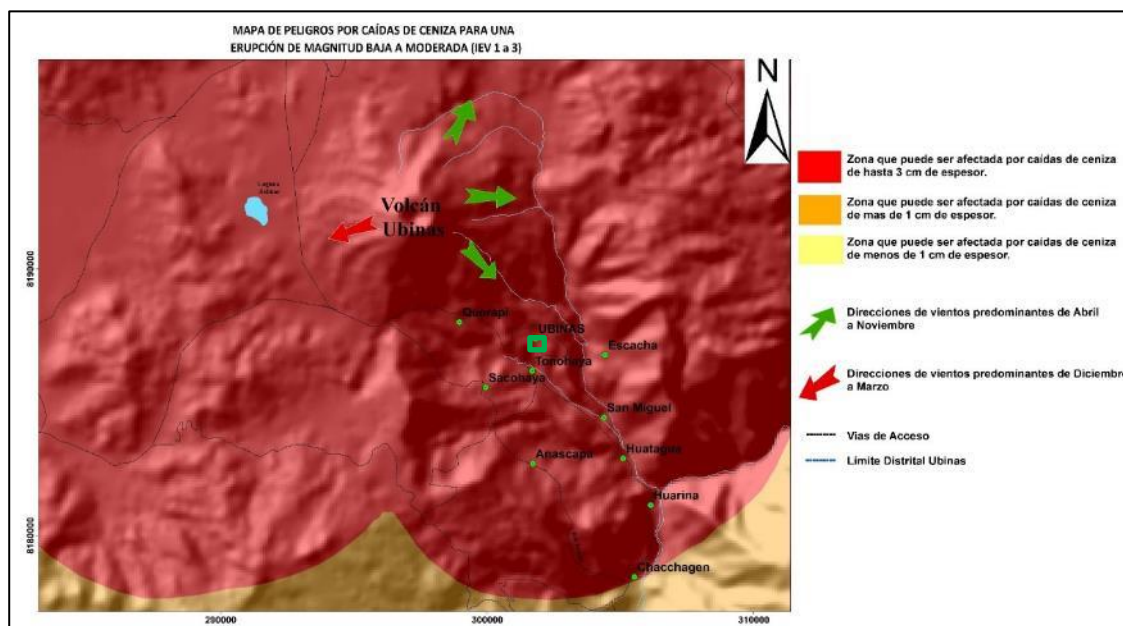 MAPA DE PELIGROS POR CAÍDAS DE CENIZA PARA UNA
ERUPCIÓN DE MAGNITUD BAJA A MODERADA (IEV 1 a 3)
N
Laguna
Volcán
Ubinas
8190000
Querapi
UBINAS
Escacha
Tonohaya
Sacohaya
San Miguel
Anascapa
Huatagua
Huarina
8180000
Chacchagen
290000
300000
310000
Zona que puede ser afectada por caídas de ceniza
de hasta 3 cm de espesor.
Zona que puede ser afectada por caídas de ceniza
de mas de 1 cm de espesor.
Zona que puede ser afectada por caídas de ceniza
de menos de 1 cm de espesor.
Direcciones de vientos predominantes de Abril
a Noviembre
Direcciones de vientos predominantes de Diciembre
a Marzo
Vias de Acceso
Límite Distrital Ubinas